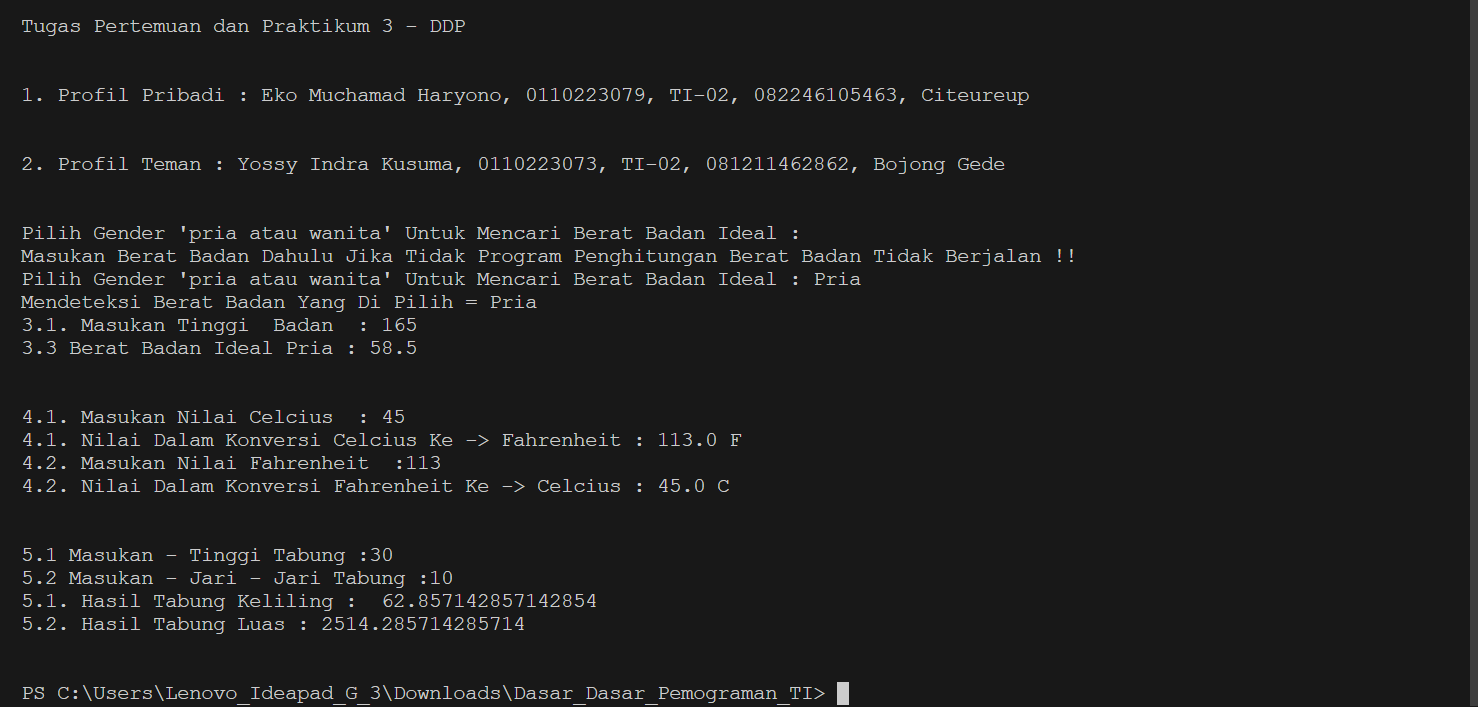 Tugas Pertemuan dan Praktikum 3 - DDP
1. Profil Pribadi : Eko Muchamad Haryono, 0110223079, TI-02, 082246105463, Citeureup
2. Profil Teman : Yossy Indra Kusuma, 0110223073, TI-02, 081211462862, Bojong Gede
Pilih Gender 'pria atau wanita' Untuk Mencari Berat Badan Ideal :
Masukan Berat Badan Dahulu Jika Tidak Program Penghitungan Berat Badan Tidak Berjalan !!
Pilih Gender 'pria atau wanita' Untuk Mencari Berat Badan Ideal : Pria
Mendeteksi Berat Badan Yang Di Pilih = Pria
3.1. Masukan Tinggi  Badan  : 165
3.3 Berat Badan Ideal Pria : 58.5
4.1. Masukan Nilai Celcius  : 45
4.1. Nilai Dalam Konversi Celcius Ke -> Fahrenheit : 113.0 F
4.2. Masukan Nilai Fahrenheit  :113
4.2. Nilai Dalam Konversi Fahrenheit Ke -> Celcius : 45.0 C
5.1 Masukan - Tinggi Tabung :30
5.2 Masukan - Jari - Jari Tabung :10
5.1. Hasil Tabung Keliling :  62.857142857142854
5.2. Hasil Tabung Luas : 2514.285714285714
PS C:\Users\Lenovo_Ideapad_G_3\Downloads\Dasar_Dasar_Pemograman_TI>